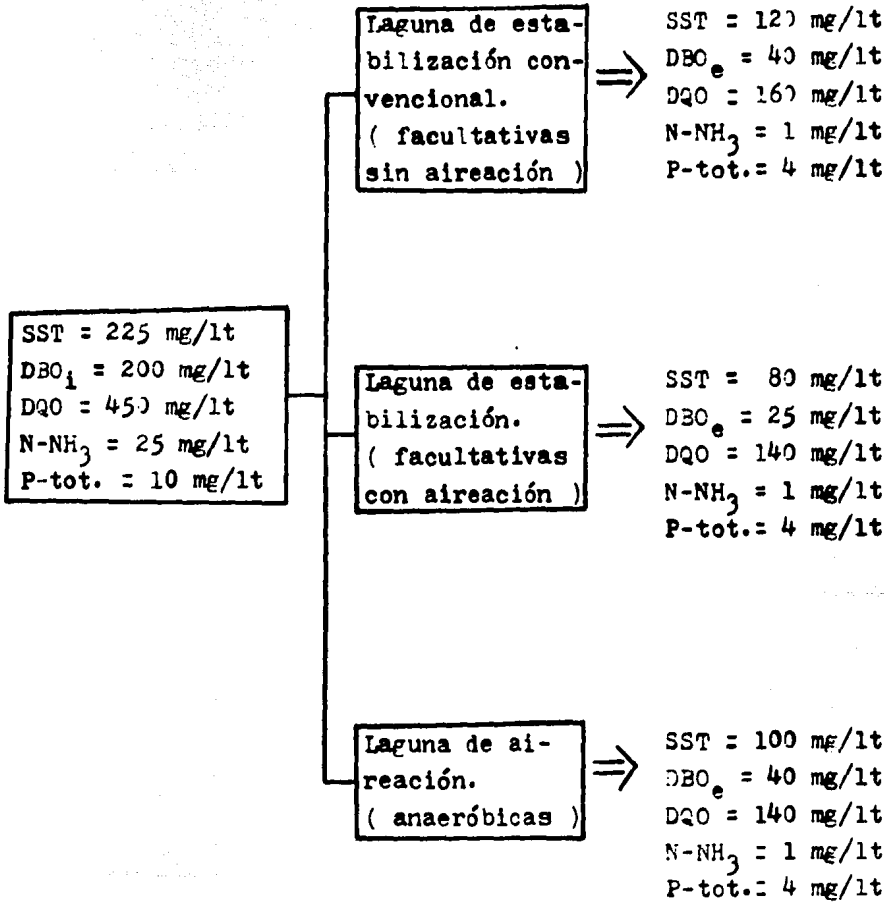 SST = 225 mg/lt
DBOi = 200 mg/lt
DQO = 450 mg/lt
N-NH3 = 25 mg/lt
P-tot. = 10 mg/lt
Laguna de esta-
bilización con-
vencional.
( facultativas
sin aireación )
SST = 120 mg/lt
DBOe = 40 mg/lt
DQO = 160 mg/lt
N-NH3 = 1 mg/lt
P-tot.= 4 mg/lt
Laguna de esta-
bilización.
( facultativas
con aireación )
SST = 80 mg/lt
DBOe = 25 mg/lt
DQO = 140 mg/lt
N-NH3 = 1 mg/lt
P-tot.= 4 mg/lt
Laguna de ai-
reación.
( anaeróbicas )
SST = 100 mg/lt
DBOe = 40 mg/lt
DQO = 140 mg/lt
N-NH3 = 1 mg/lt
P-tot.= 4 mg/lt